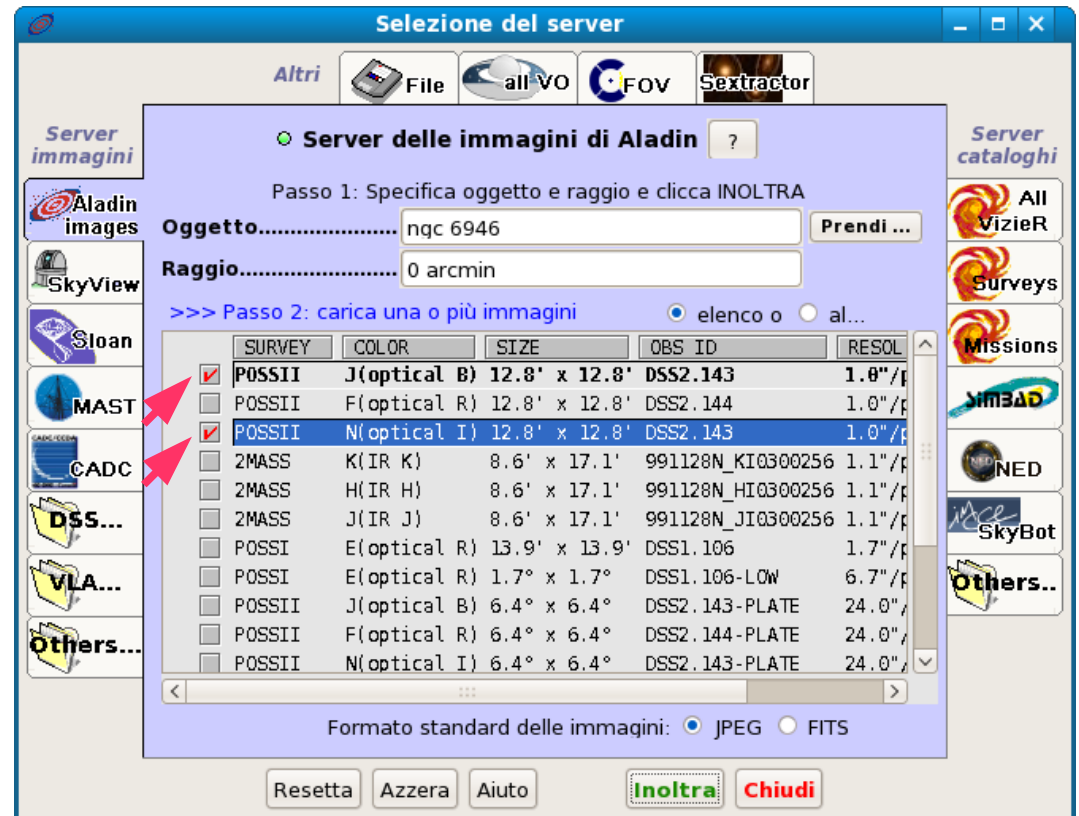 Selezione del server
Altri
File
all VO
FOV
Sextractor
Server immagini
Aladin images
SkyView
Sloan
MAST
CADC/CCDA
CADC
DSS...
VLA...
Others...
Server delle immagini di Aladin ?
Passo 1: Specifica oggetto e raggio e clicca INOLTRA
Oggetto...................... ngc 6946 Prendi ...
Raggio......................... 0 arcmin
>>> Passo 2: carica una o più immagini elenco o al...
SURVEY COLOR SIZE OBS ID RESOL
POSSII J(optical B) 12.8' x 12.8' DSS2.143 1.0"/p
POSSII F(optical R) 12.8' x 12.8' DSS2.144 1.0"/p
POSSII N(optical I) 12.8' x 12.8' DSS2.143 1.0"/p
2MASS K(IR K) 8.6' x 17.1' 991128N_KI0300256 1.1"/p
2MASS H(IR H) 8.6' x 17.1' 991128N_HI0300256 1.1"/p
2MASS J(IR J) 8.6' x 17.1' 991128N_JI0300256 1.1"/p
POSSI E(optical R) 13.9' x 13.9' DSS1.106 1.7"/p
POSSI E(optical R) 1.7° x 1.7° DSS1.106-LOW 6.7"/p
POSSII J(optical B) 6.4° x 6.4° DSS2.143-PLATE 24.0"/
POSSII F(optical R) 6.4° x 6.4° DSS2.144-PLATE 24.0"/
POSSII N(optical I) 6.4° x 6.4° DSS2.143-PLATE 24.0"/
Formato standard delle immagini: JPEG FITS
Server cataloghi
All VizieR
Surveys
Missions
SIMBAD
NED
IMCCE
SkyBot
Others..
Resetta Azzera Aiuto Inoltra Chiudi